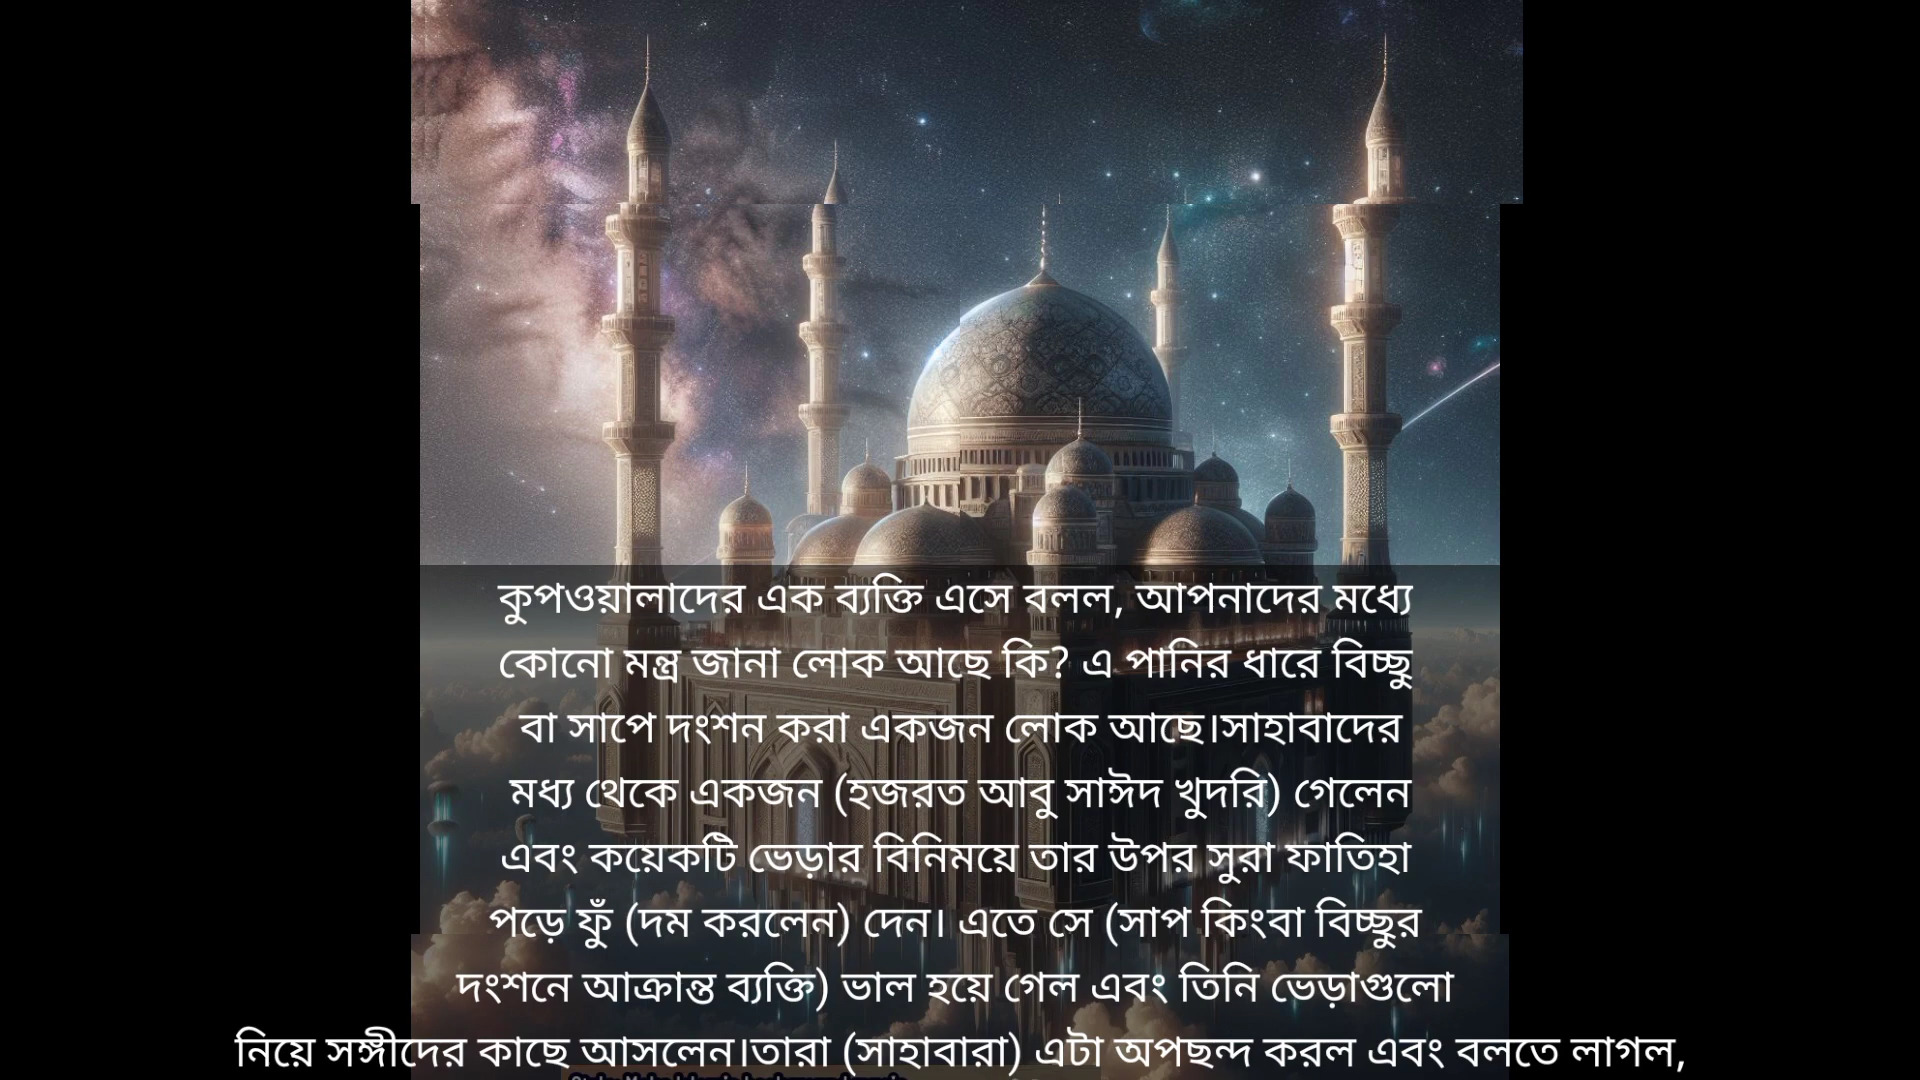 কুপওয়ালাদের এক ব্যক্তি এসে বলল, আপনাদের মধ্যে
কোনো মন্ত্র জানা লোক আছে কি? এ পানির ধারে বিচ্ছু
বা সাপে দংশন করা একজন লোক আছে।সাহাবাদের
মধ্য থেকে একজন (হজরত আবু সাঈদ খুদরি) গেলেন
এবং কয়েকটি ভেড়ার বিনিময়ে তার উপর সুরা ফাতিহা
পড়ে ফুঁ (দম করলেন) দেন। এতে সে (সাপ কিংবা বিচ্ছুর
দংশনে আক্রান্ত ব্যক্তি) ভাল হয়ে গেল এবং তিনি ভেড়াগুলো
নিয়ে সঙ্গীদের কাছে আসলেন।তারা (সাহাবারা) এটা অপছন্দ করল এবং বলতে লাগল,